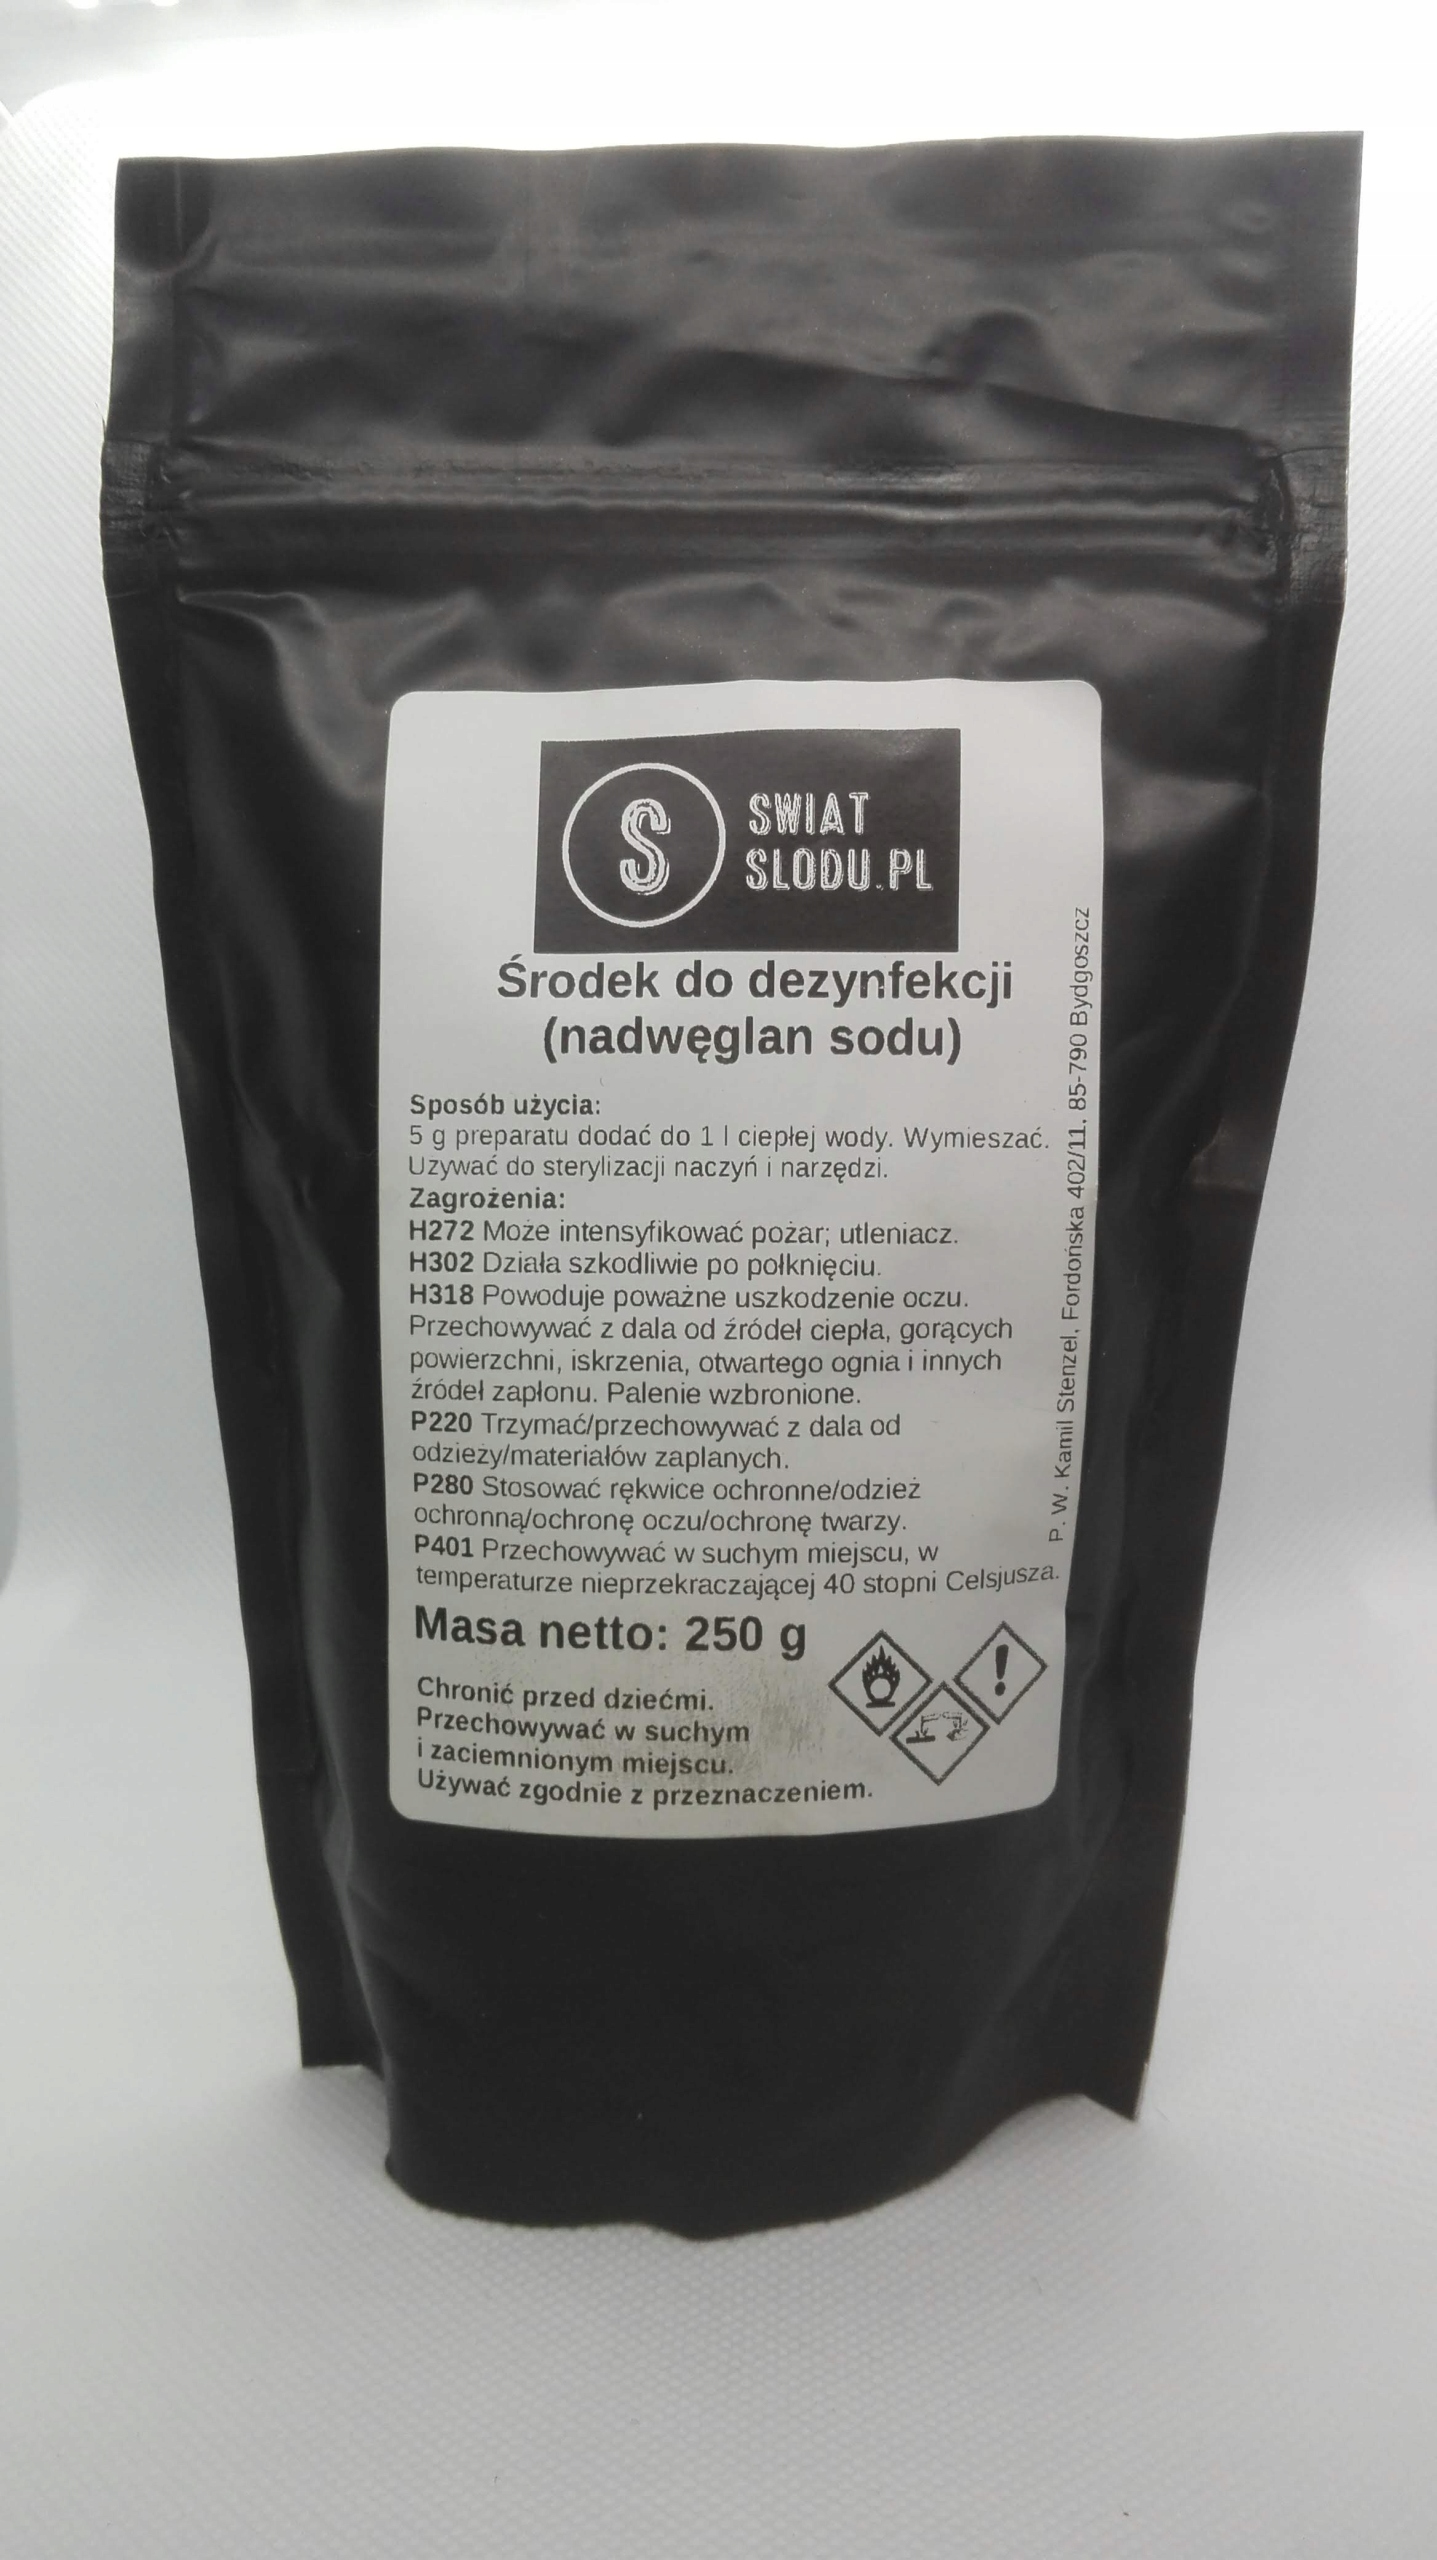 S
SWIAT
SLODU.PL
Środek do dezynfekcji
(nadwęglan sodu)
Sposób użycia:
5 g preparatu dodać do 1 l ciepłej wody. Wymieszać.
Używać do sterylizacji naczyń i narzędzi.
Zagrożenia:
H272 Może intensyfikować pożar; utleniacz.
H302 Działa szkodliwie po połknięciu.
H318 Powoduje poważne uszkodzenie oczu.
Przechowywać z dala od źródeł ciepła, gorących
powierzchni, iskrzenia, otwartego ognia i innych
źródeł zapłonu. Palenie wzbronione.
P220 Trzymać/przechowywać z dala od
odzieży/materiałów zaplanych.
P280 Stosować rękwice ochronne/odzież
ochronną/ochronę oczu/ochronę twarzy.
P401 Przechowywać w suchym miejscu, w
temperaturze nieprzekraczającej 40 stopni Celsjusza.
Masa netto: 250 g
Chronić przed dziećmi.
Przechowywać w suchym
i zaciemnionym miejscu.
Używać zgodnie z przeznaczeniem.
P. W. Kamil Stenzel, Fordońska 402/11, 85-790 Bydgoszcz